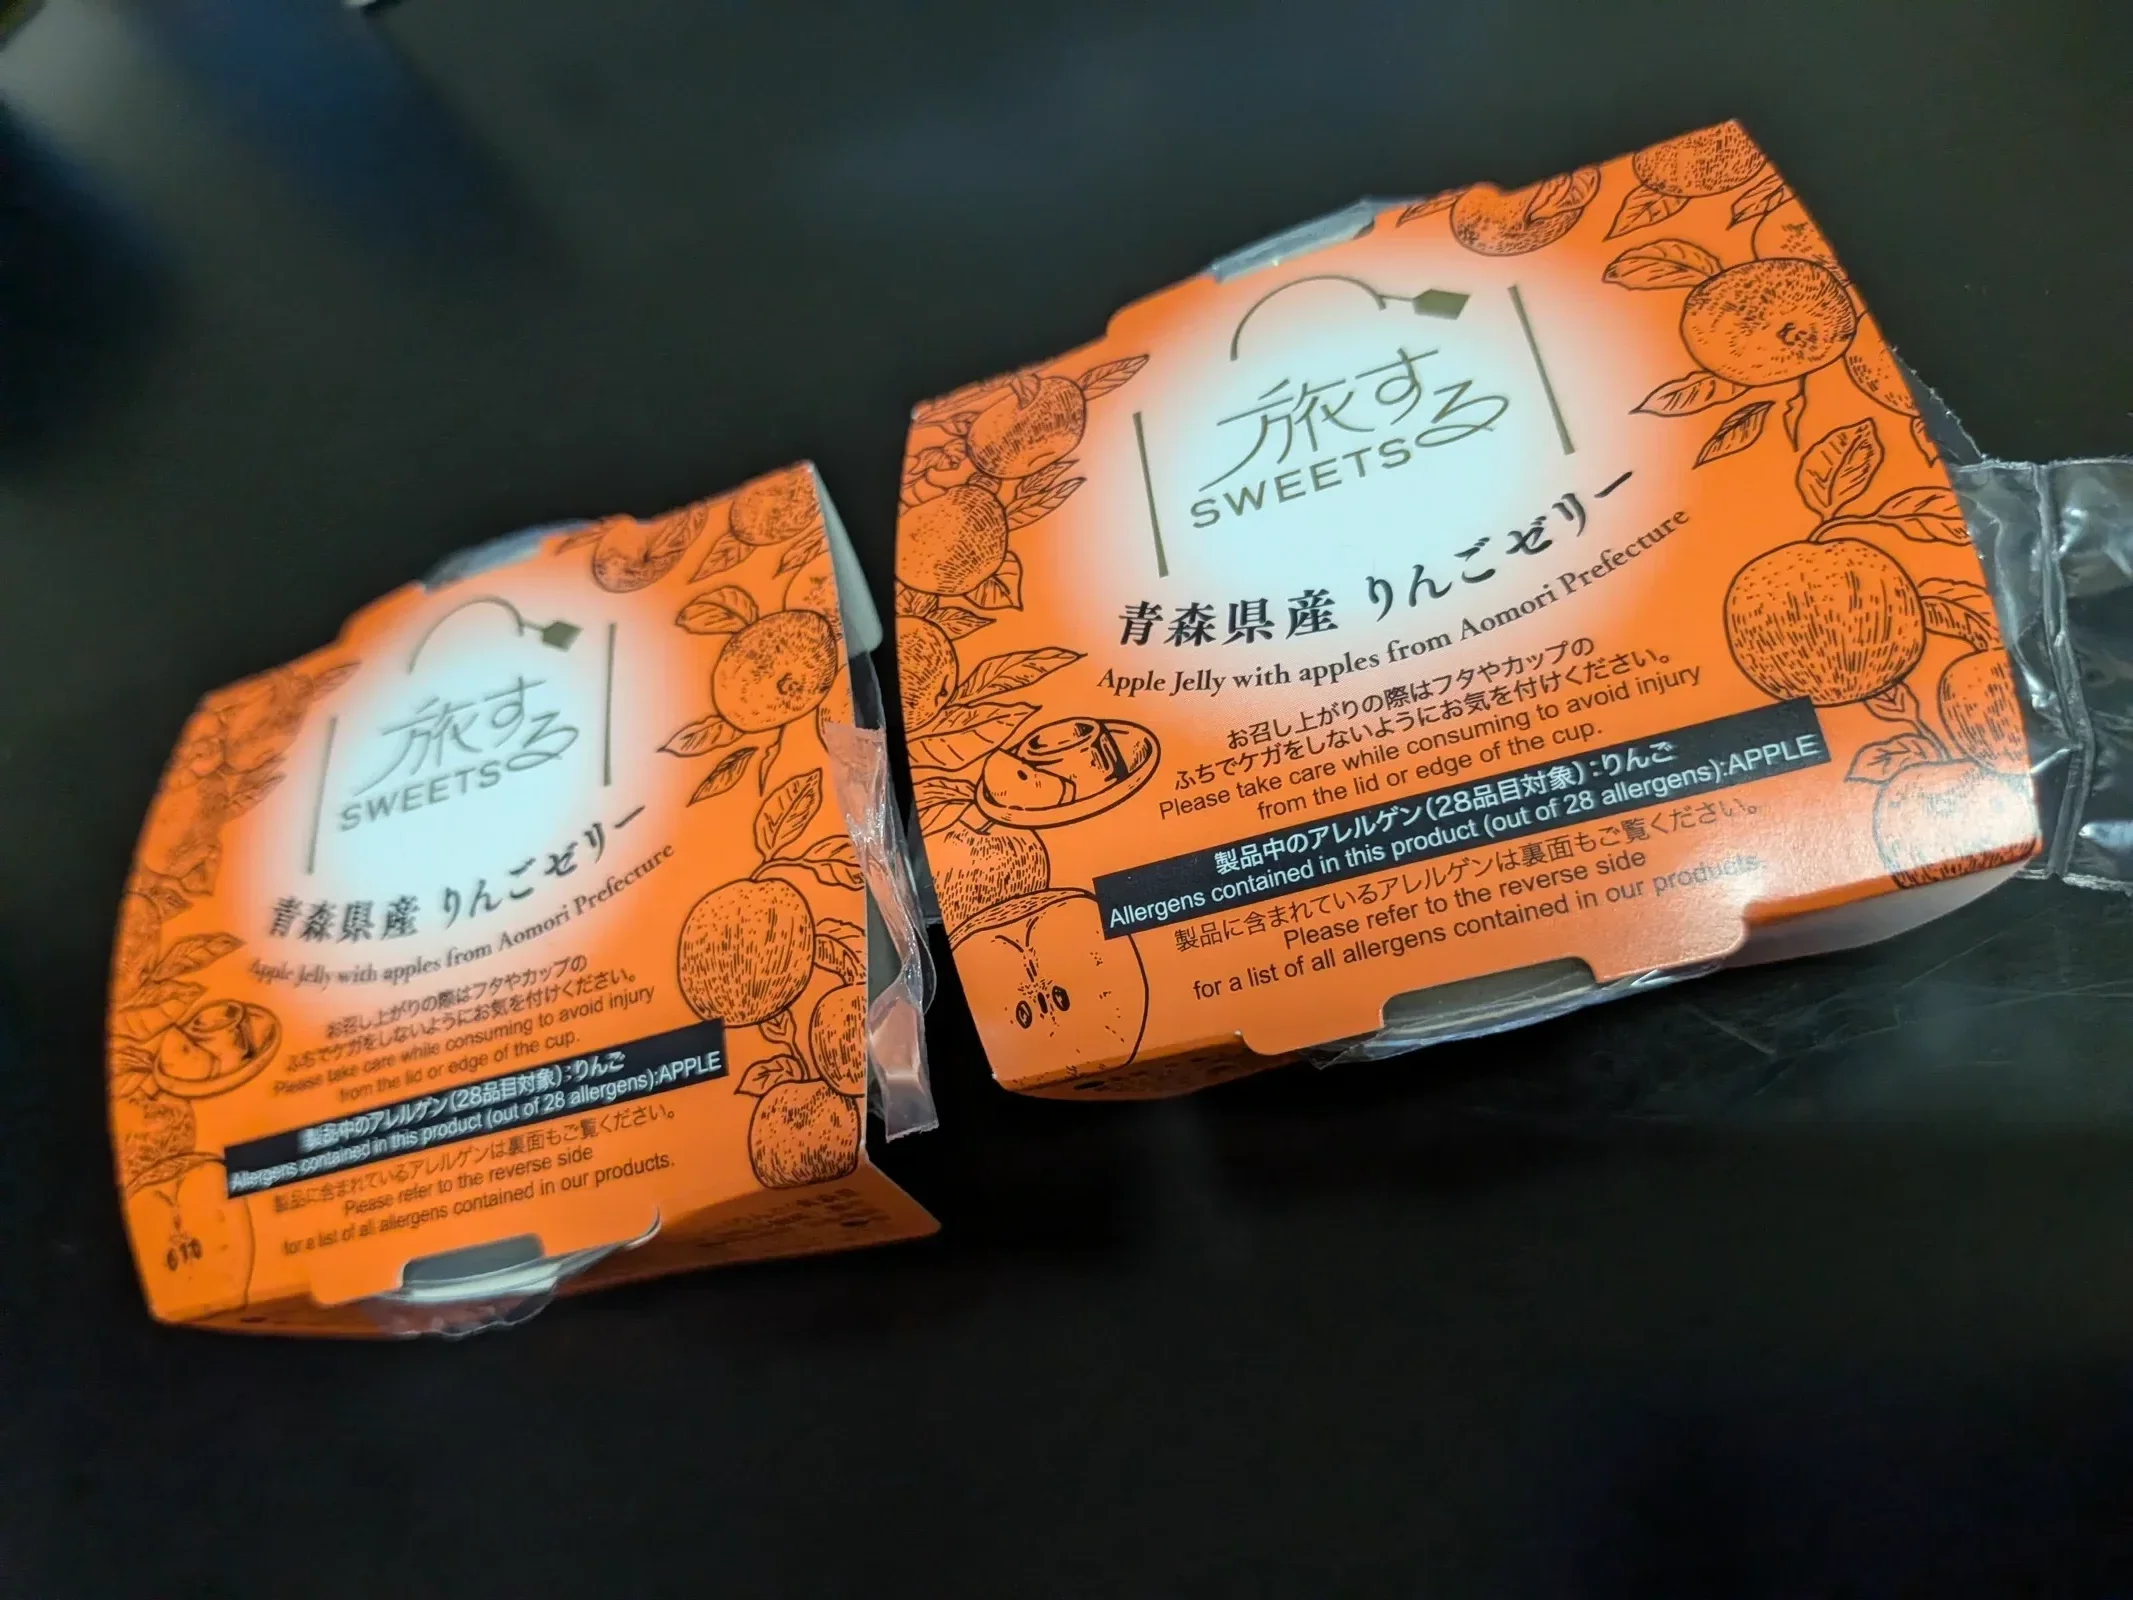 旅する
SWEETS
青森県産 りんごゼリー
Apple Jelly with apples from Aomori Prefecture
お召し上がりの際はフタやカップの
ふちでケガをしないようにお気を付けください。
Please take care while consuming to avoid injury
from the lid or edge of the cup.
製品中のアレルゲン(28品目対象):りんご
Allergens contained in this product (out of 28 allergens):APPLE
製品に含まれているアレルゲンは裏面もご覧ください。
Please refer to the reverse side
for a list of all allergens contained in our products.
旅する
SWEETS
青森県産 りんごゼリー
Apple Jelly with apples from Aomori Prefecture
お召し上がりの際はフタやカップの
ふちでケガをしないようにお気を付けください。
Please take care while consuming to avoid injury
from the lid or edge of the cup.
製品中のアレルゲン(28品目対象):りんご
Allergens contained in this product (out of 28 allergens):APPLE
製品に含まれているアレルゲンは裏面もご覧ください。
Please refer to the reverse side
for a list of all allergens contained in our products.